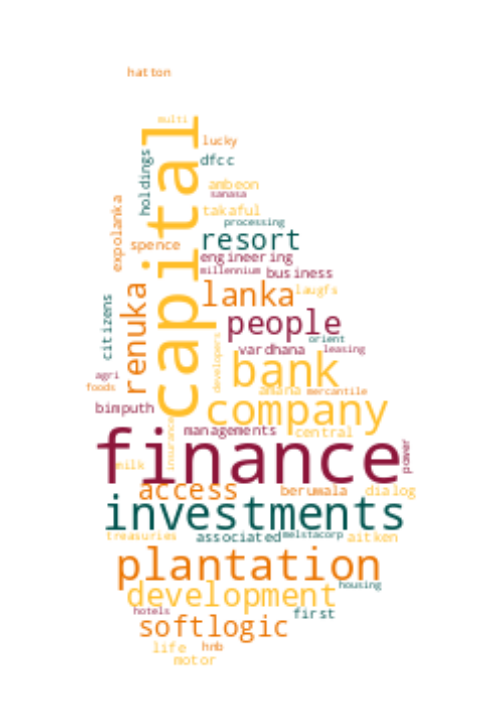 hatton
multi
capital
lucky
holdings
dfcc
ambeon
sanasa
expolanka
takaful
processing
spence
resort
engineering
millennium
business
renuka
lanka
laugfs
citizens
people
orient
vardhana
leasing
developers
bank
agri
foods
amana
mercantile
bimputh
company
insurance
managements
central
finance
power
milk
access
berumala
dialog
investments
treasuries
associated
melstacorp
aitken
plantation
development
housing
hotels
first
softlogic
life
hnb
motor